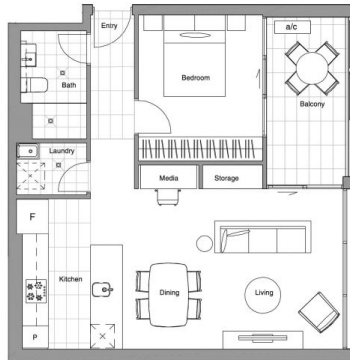 Entry
a/c
Bedroom
Bath
Balcony
Laundry
Media
Storage
F
Kitchen
Dining
Living
P